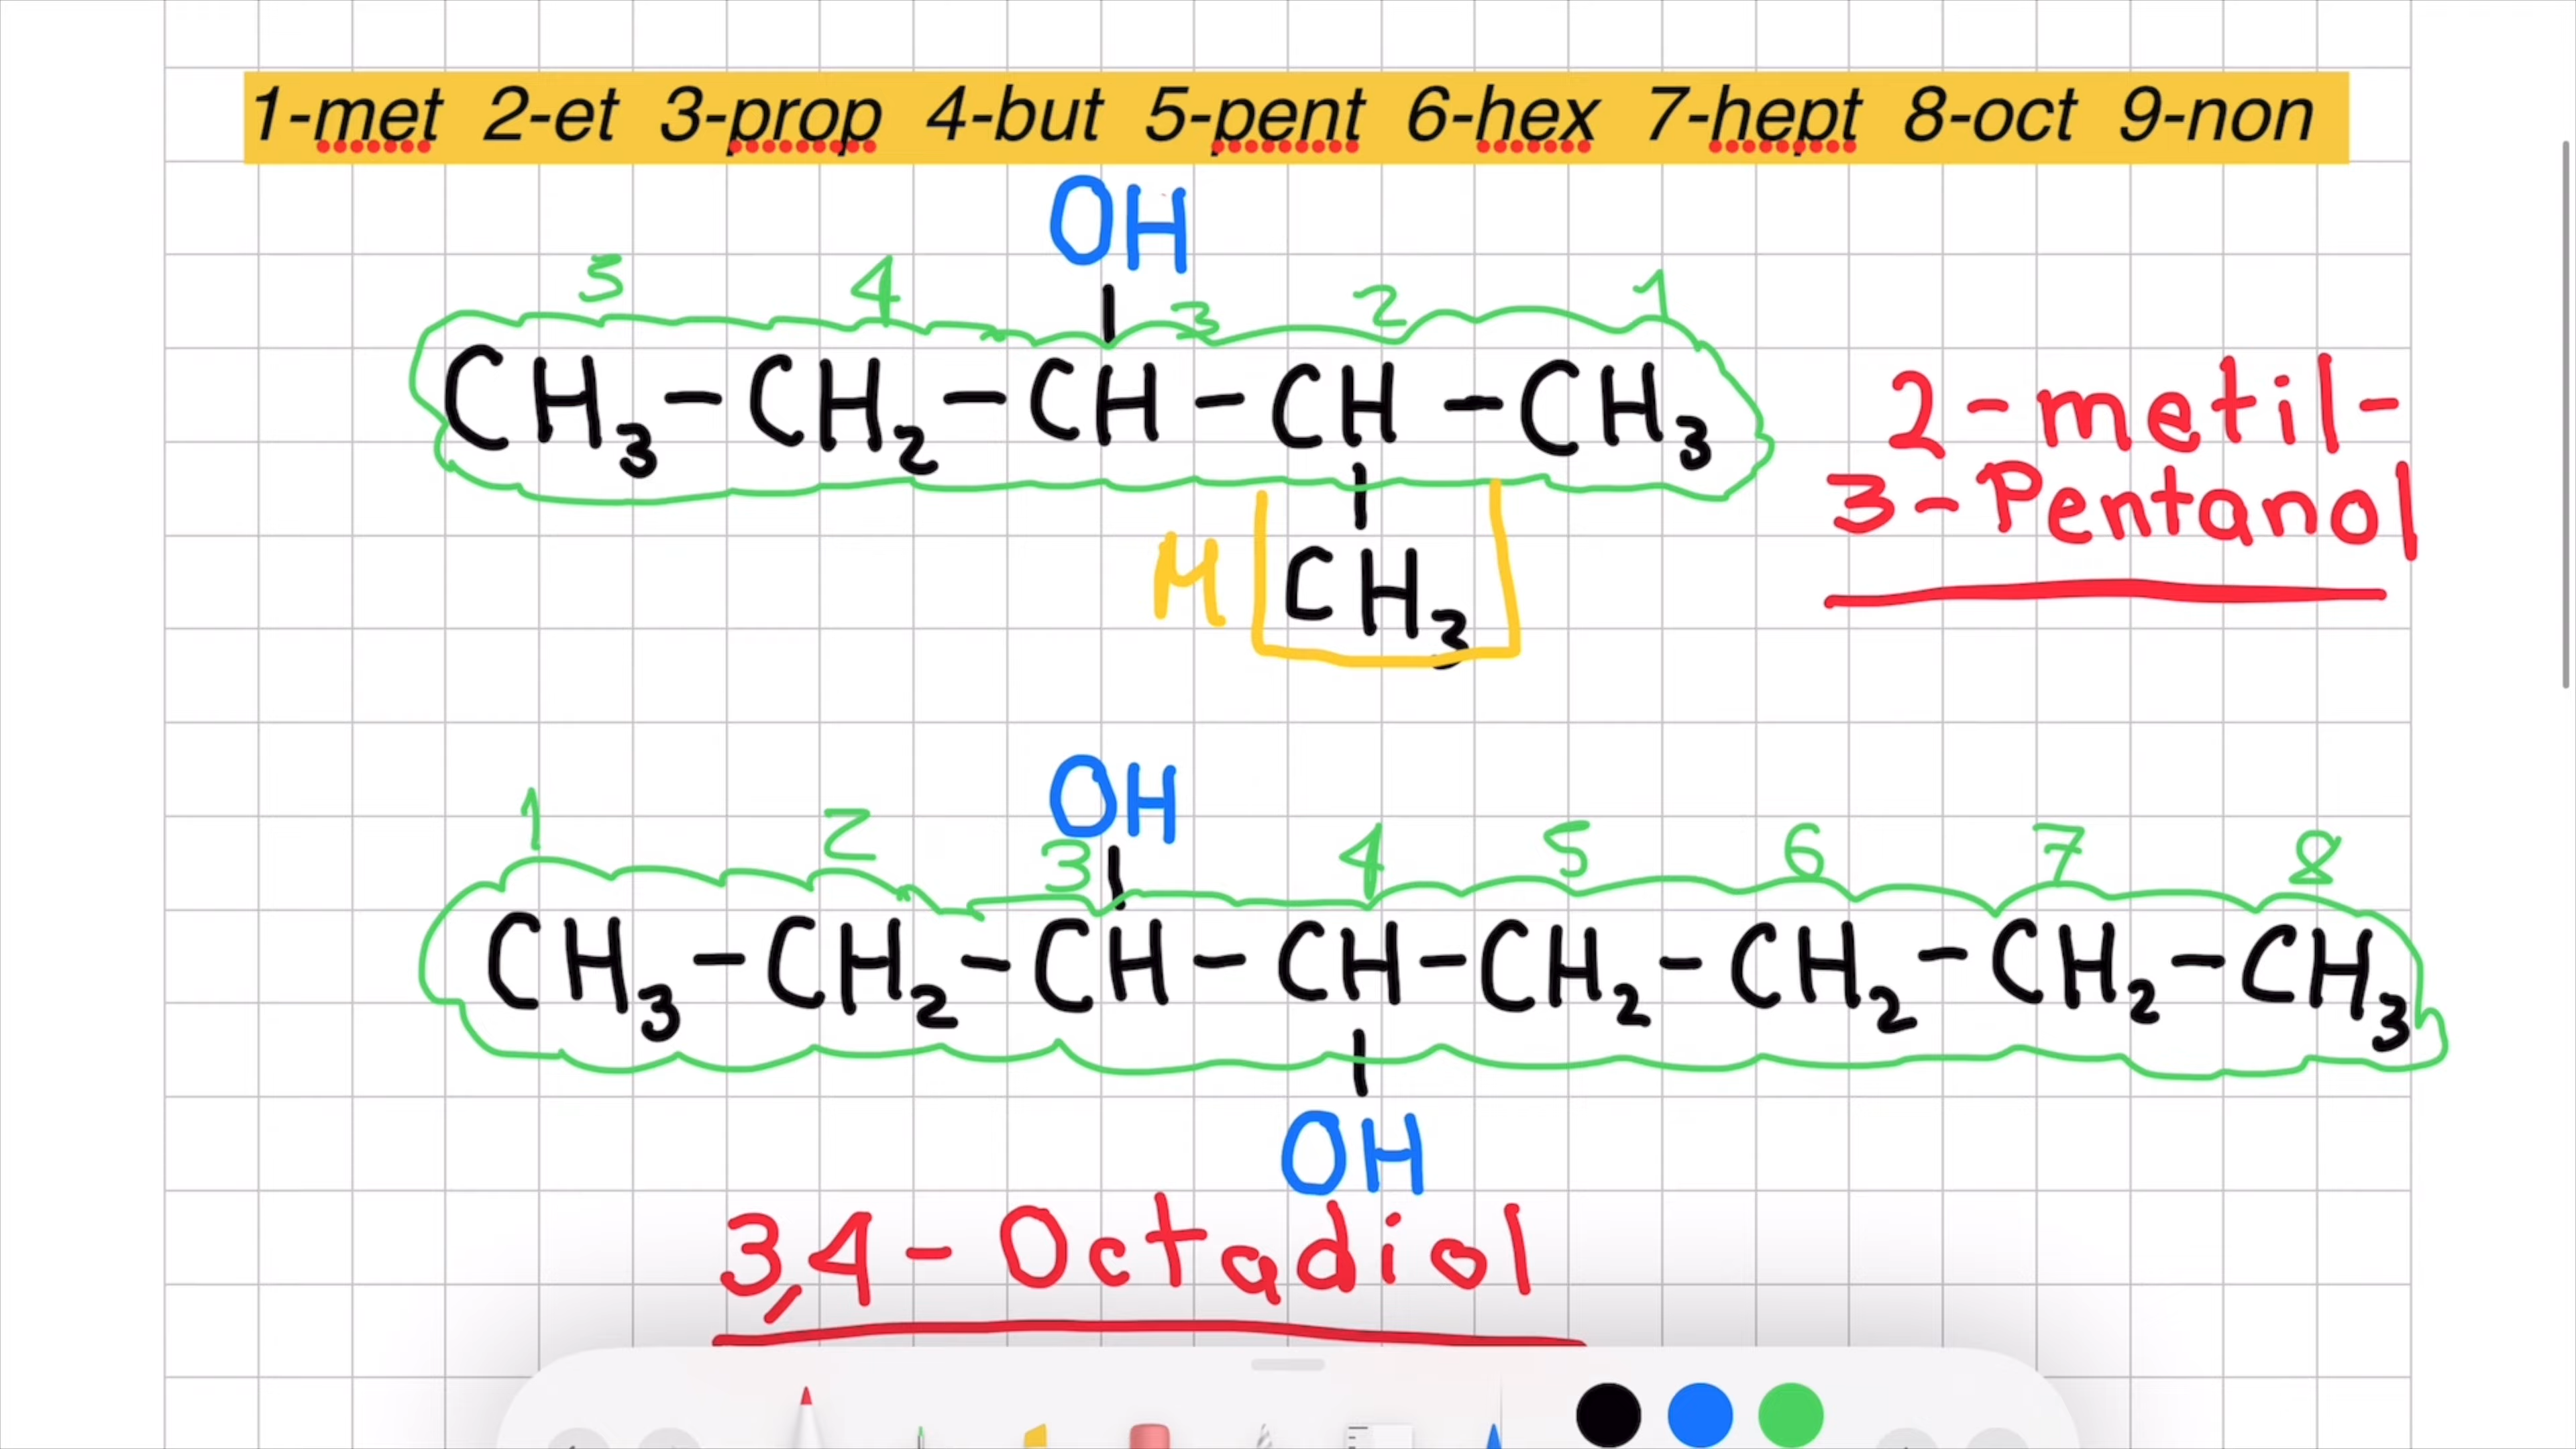 1-met 2-et 3-prop 4-but 5-pent 6-hex 7-hept 8-oct 9-non
OH
5 4 3 2 1
CH3-CH2-CH-CH-CH3
2-metil-
3-Pentanol
M CH3
OH
1 2 3 4 5 6 7 8
CH3-CH2-CH-CH-CH2-CH2-CH2-CH3
OH
3,4-Octadiol